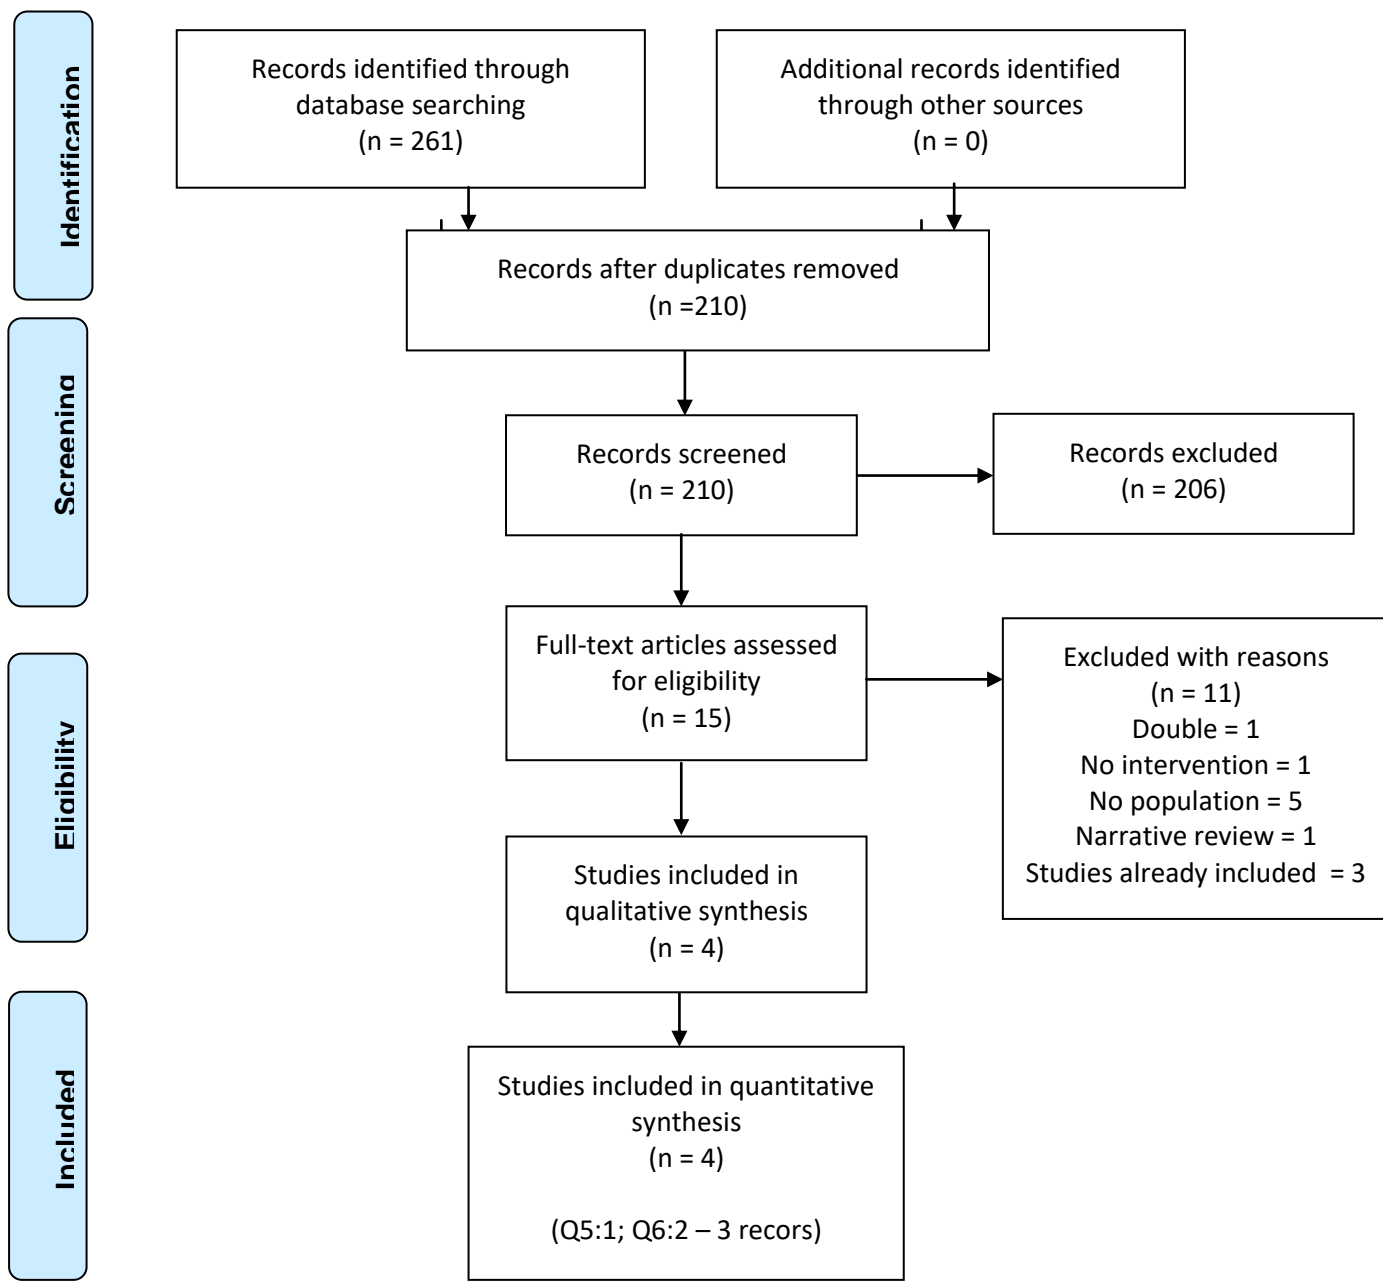 Identification
Records identified through
database searching
(n = 261)
Additional records identified
through other sources
(n = 0)
Records after duplicates removed
(n =210)
Screening
Records screened
(n = 210)
Records excluded
(n = 206)
Eligibility
Full-text articles assessed
for eligibility
(n = 15)
Excluded with reasons
(n = 11)
Double = 1
No intervention = 1
No population = 5
Narrative review = 1
Studies already included  = 3
Studies included in
qualitative synthesis
(n = 4)
Included
Studies included in quantitative
synthesis
(n = 4)
(Q5:1; Q6:2 – 3 recors)